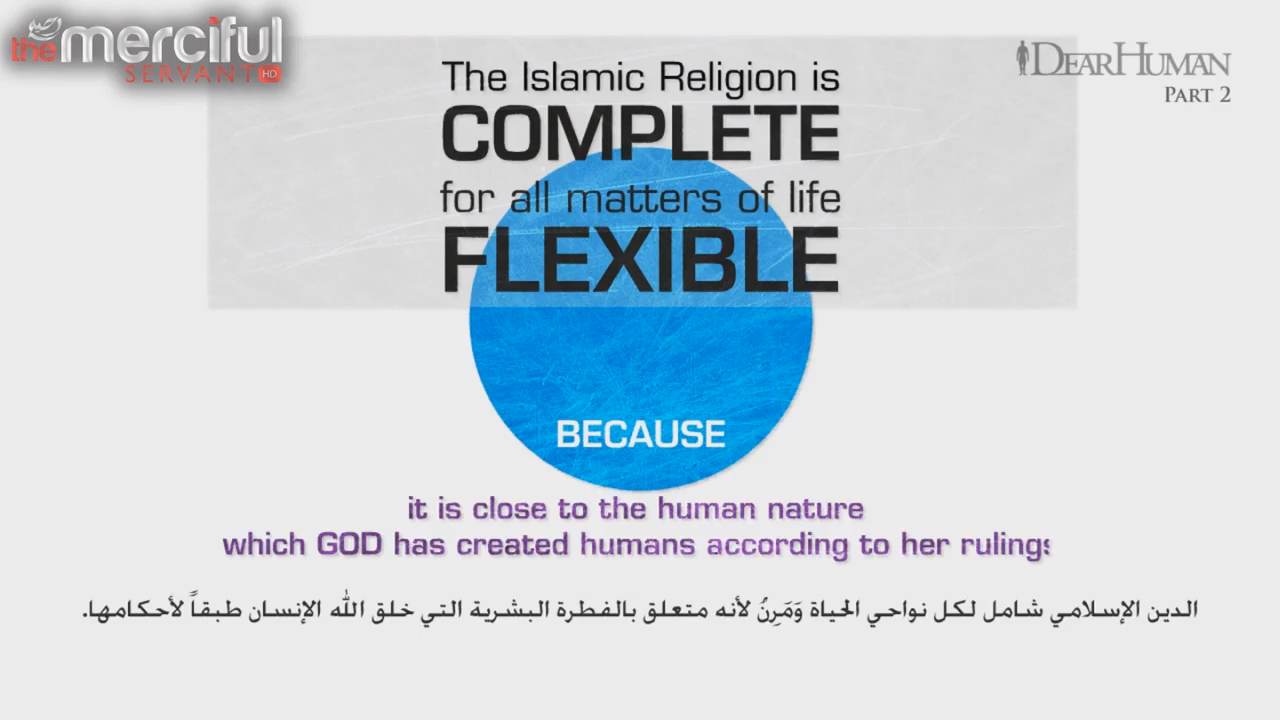 the merciful
SERVANT HD
DEARHUMAN
PART 2
The Islamic Religion is
COMPLETE
for all matters of life
FLEXIBLE
BECAUSE
it is close to the human nature
which GOD has created humans according to her rulings
الدين الإسلامي شامل لكل نواحي الحياة وَمَرِنُ لأنه متعلق بالفطرة البشرية التي خلق الله الإنسان طبقاً لأحكامها.